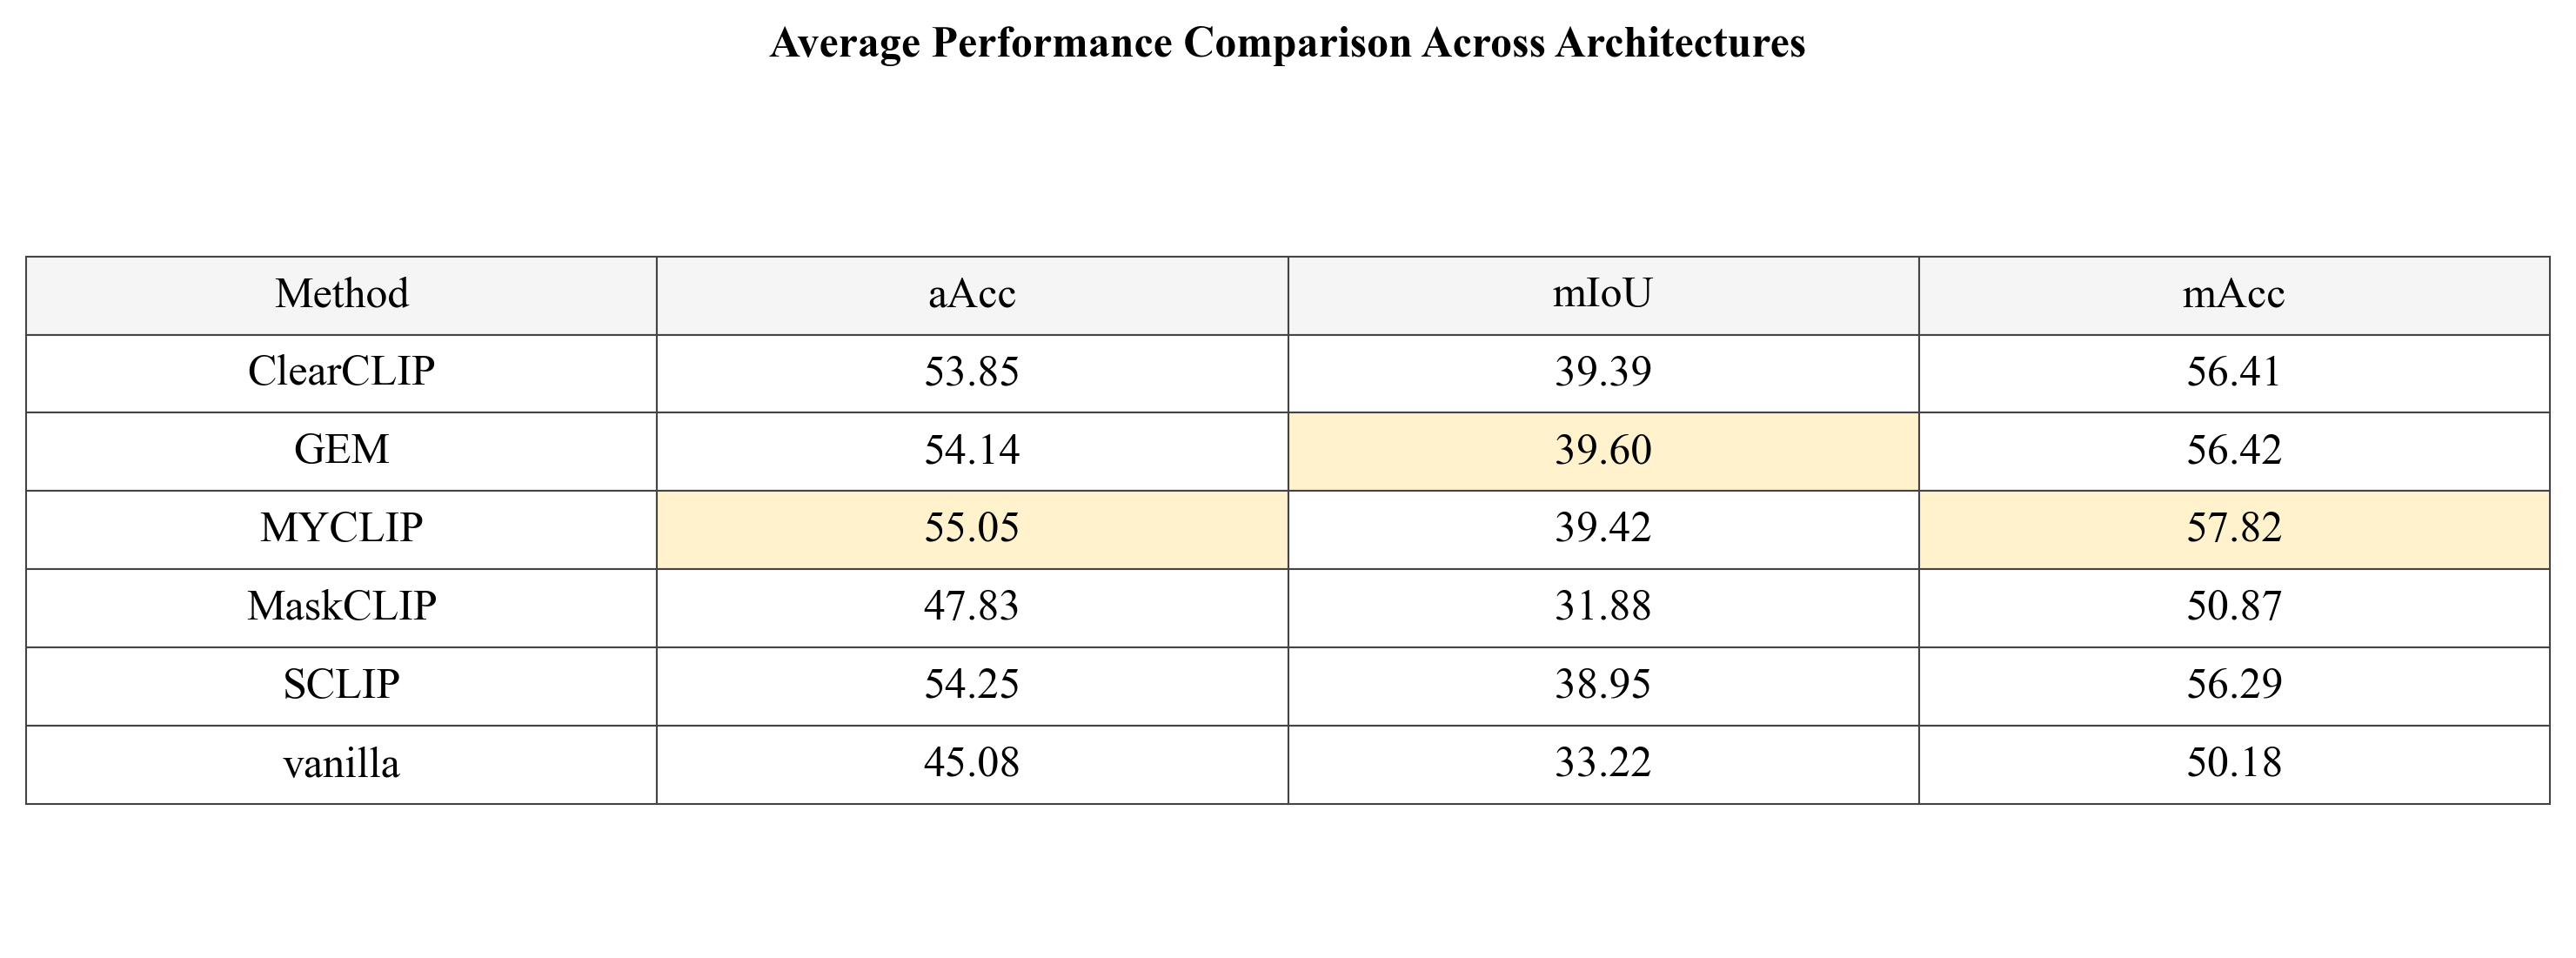 Average Performance Comparison Across Architectures
Method aAcc mIoU mAcc
ClearCLIP 53.85 39.39 56.41
GEM 54.14 39.60 56.42
MYCLIP 55.05 39.42 57.82
MaskCLIP 47.83 31.88 50.87
SCLIP 54.25 38.95 56.29
vanilla 45.08 33.22 50.18